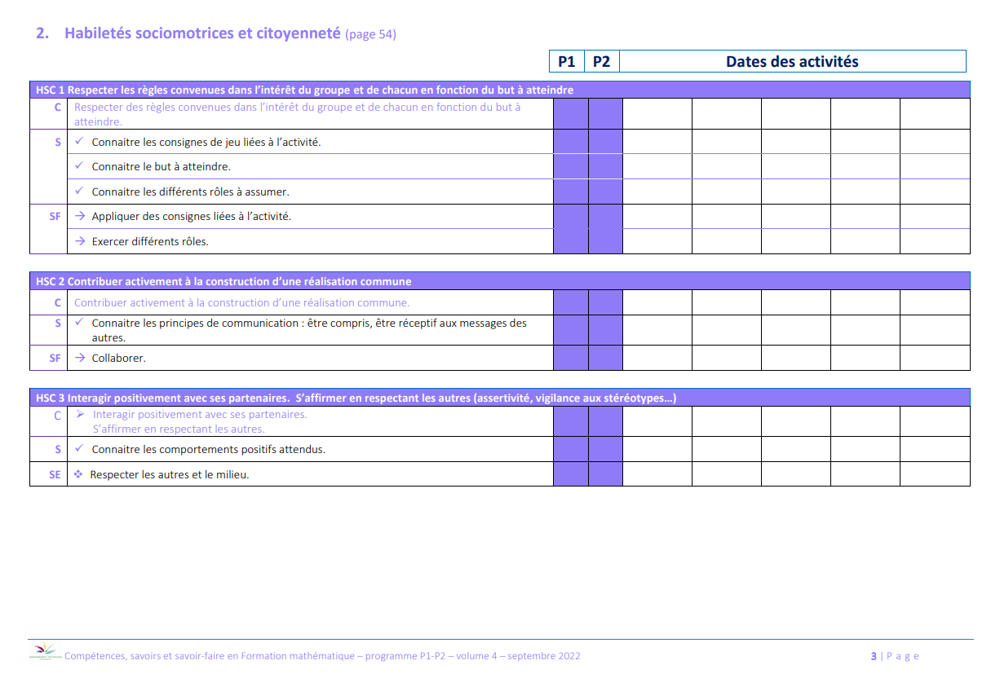 2. Habiletés sociomotrices et citoyenneté (page 54)
P1 P2 Dates des activités
HSC 1 Respecter les règles convenues dans l’intérêt du groupe et de chacun en fonction du but à atteindre
C Respecter des règles convenues dans l’intérêt du groupe et de chacun en fonction du but à
atteindre.
S ✓ Connaitre les consignes de jeu liées à l’activité.
✓ Connaitre le but à atteindre.
✓ Connaitre les différents rôles à assumer.
SF → Appliquer des consignes liées à l’activité.
→ Exercer différents rôles.
HSC 2 Contribuer activement à la construction d’une réalisation commune
C Contribuer activement à la construction d’une réalisation commune.
S ✓ Connaitre les principes de communication : être compris, être réceptif aux messages des
autres.
SF → Collaborer.
HSC 3 Interagir positivement avec ses partenaires. S’affirmer en respectant les autres (assertivité, vigilance aux stéréotypes…)
C ➢ Interagir positivement avec ses partenaires.
S’affirmer en respectant les autres.
S ✓ Connaitre les comportements positifs attendus.
SE ❖ Respecter les autres et le milieu.
Compétences, savoirs et savoir-faire en Formation mathématique – programme P1-P2 – volume 4 – septembre 2022
3 | P a g e